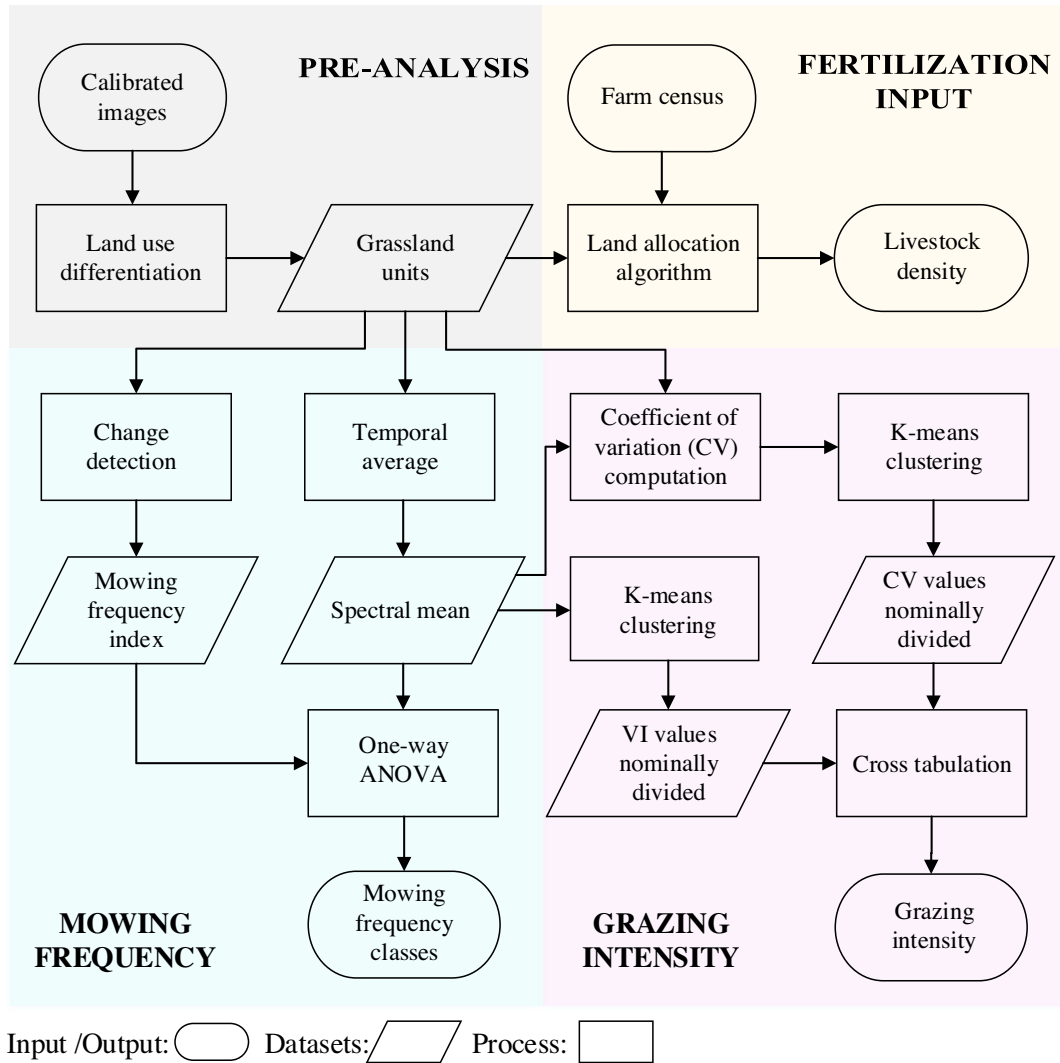 PRE-ANALYSIS
Calibrated
images
Land use
differentiation
Grassland
units
FERTILIZATION
INPUT
Farm census
Land allocation
algorithm
Livestock
density
Change
detection
Temporal
average
Mowing
frequency
index
Spectral mean
One-way
ANOVA
Mowing
frequency
classes
MOWING
FREQUENCY
Coefficient of
variation (CV)
computation
K-means
clustering
K-means
clustering
CV values
nominally
divided
VI values
nominally
divided
Cross tabulation
Grazing
intensity
GRAZING
INTENSITY
Input /Output:
Datasets:
Process: